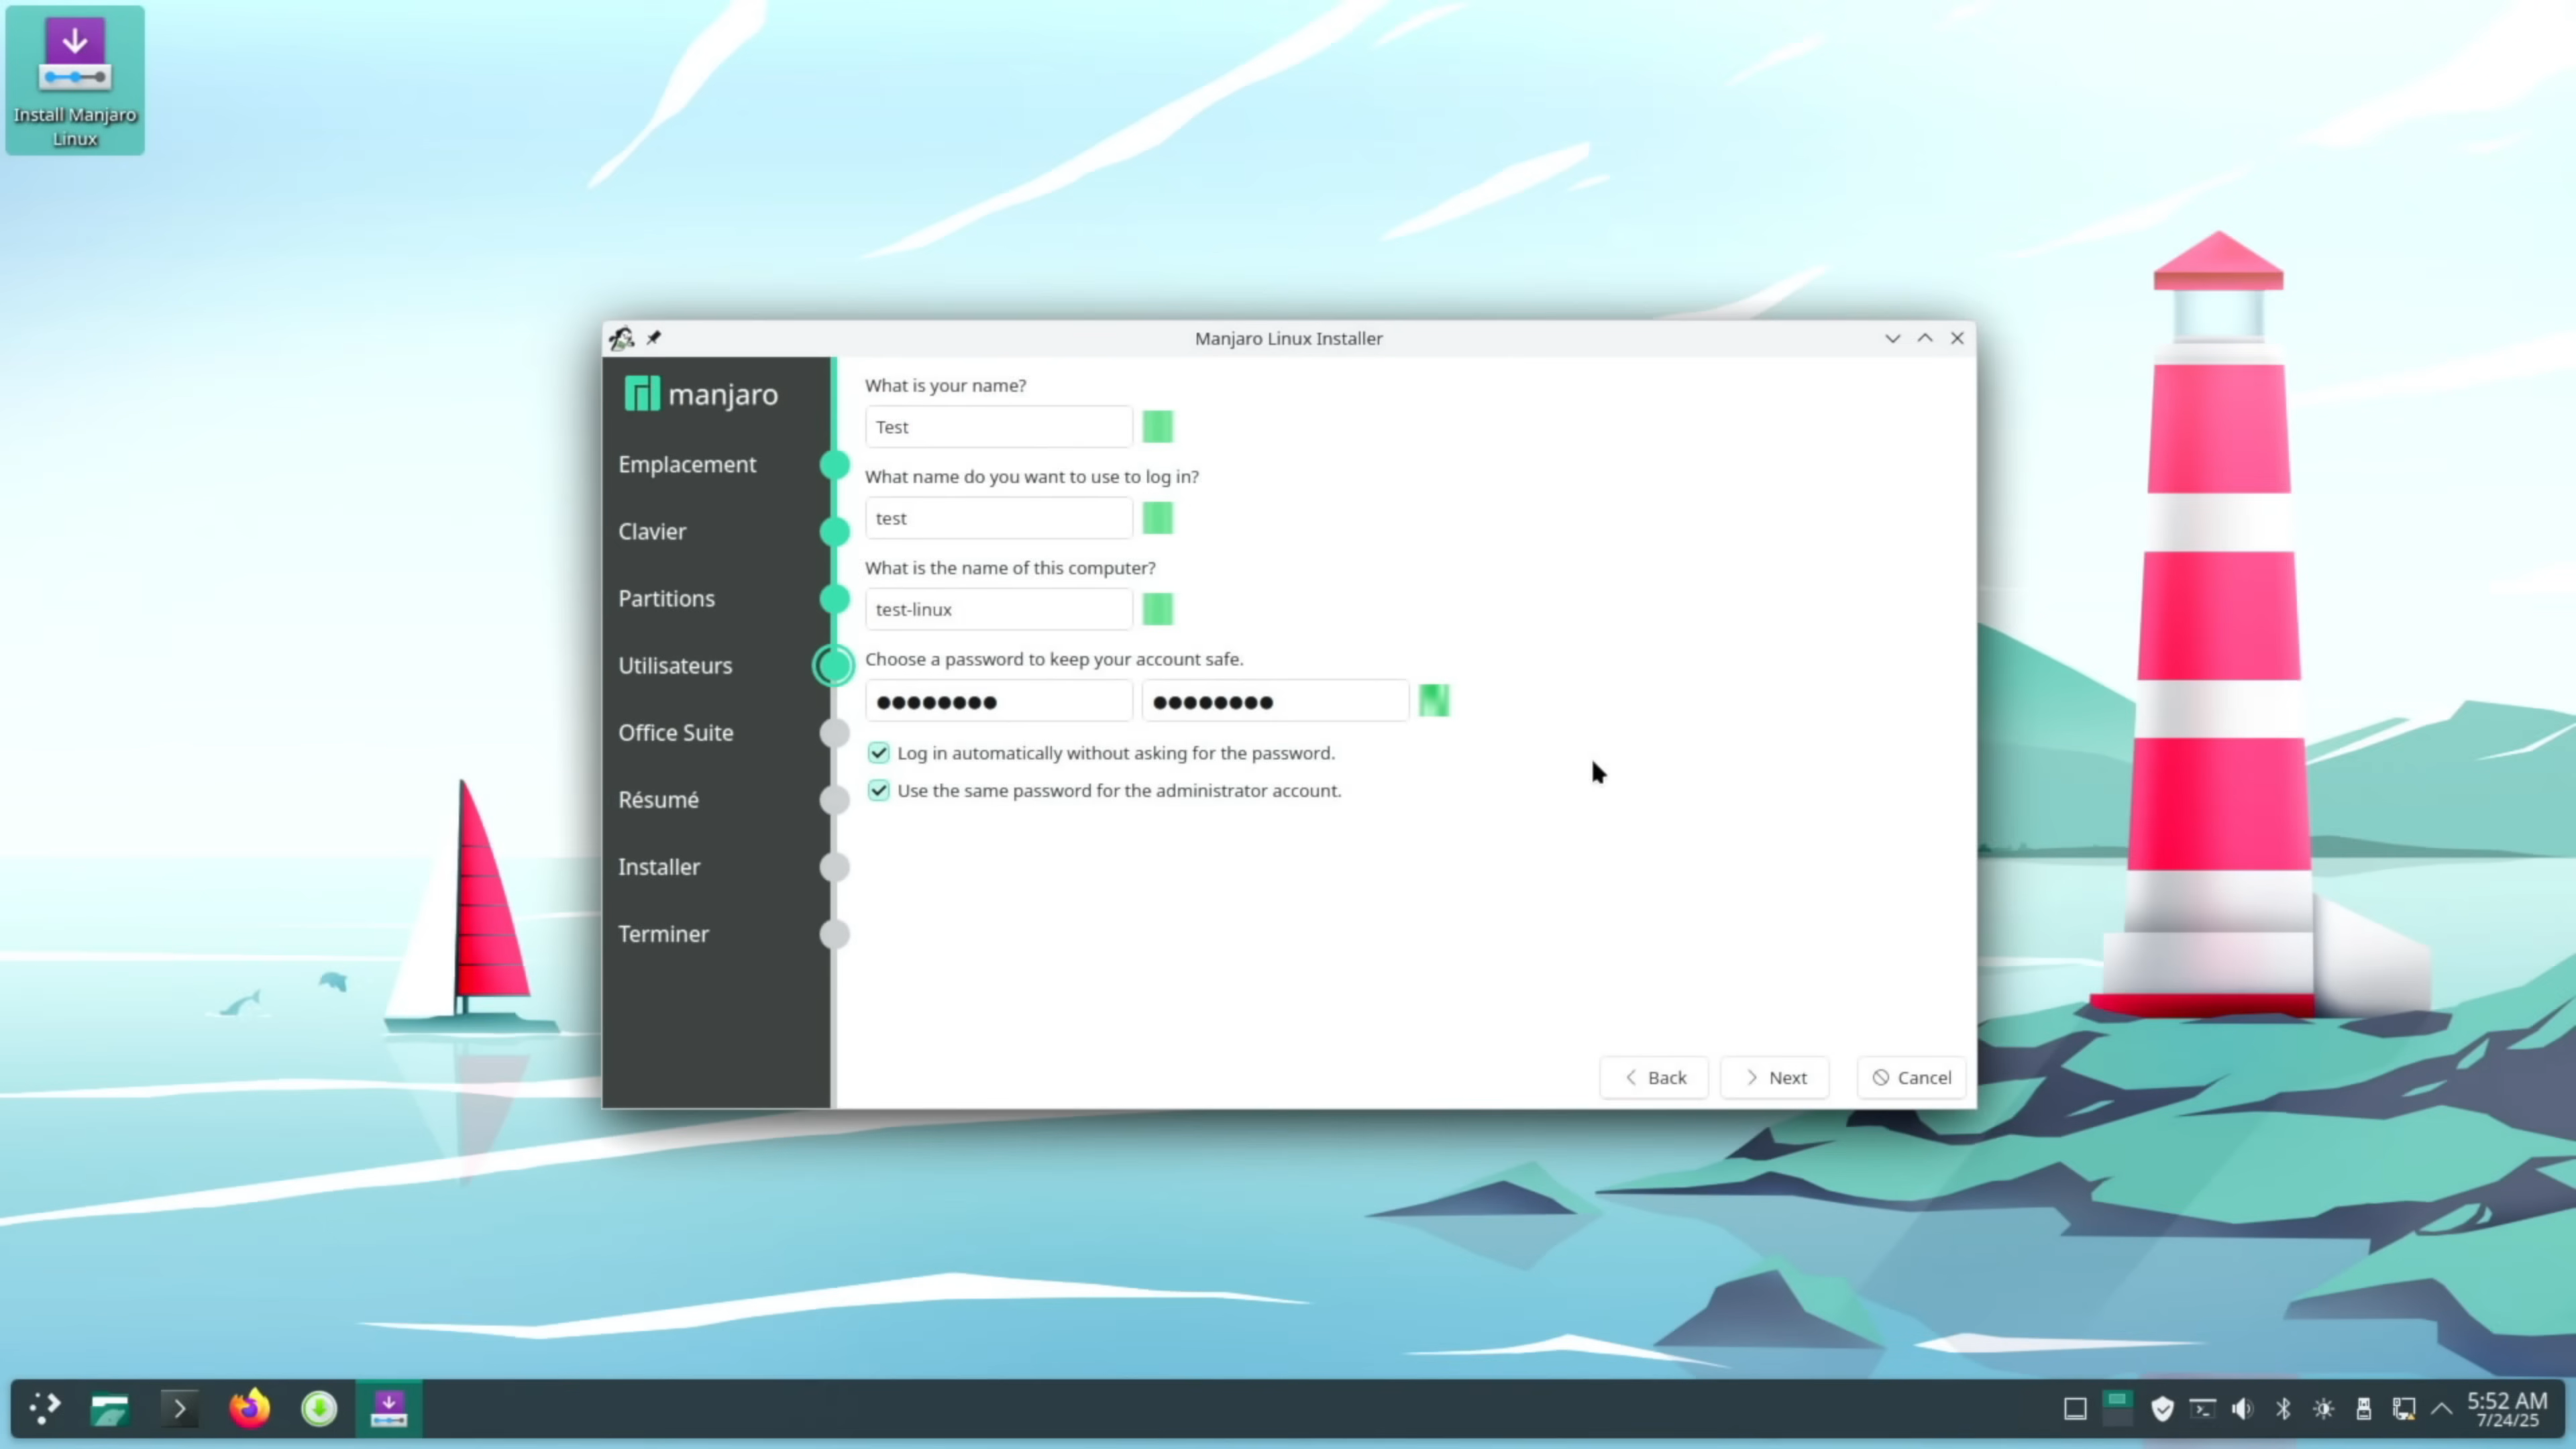 Install Manjaro
Linux
Manjaro Linux Installer
manjaro
Emplacement
Clavier
Partitions
Utilisateurs
Office Suite
Résumé
Installer
Terminer
What is your name?
Test
What name do you want to use to log in?
test
What is the name of this computer?
test-linux
Choose a password to keep your account safe.
●●●●●●●● ●●●●●●●●
Log in automatically without asking for the password.
Use the same password for the administrator account.
Back Next Cancel
5:52 AM
7/24/25